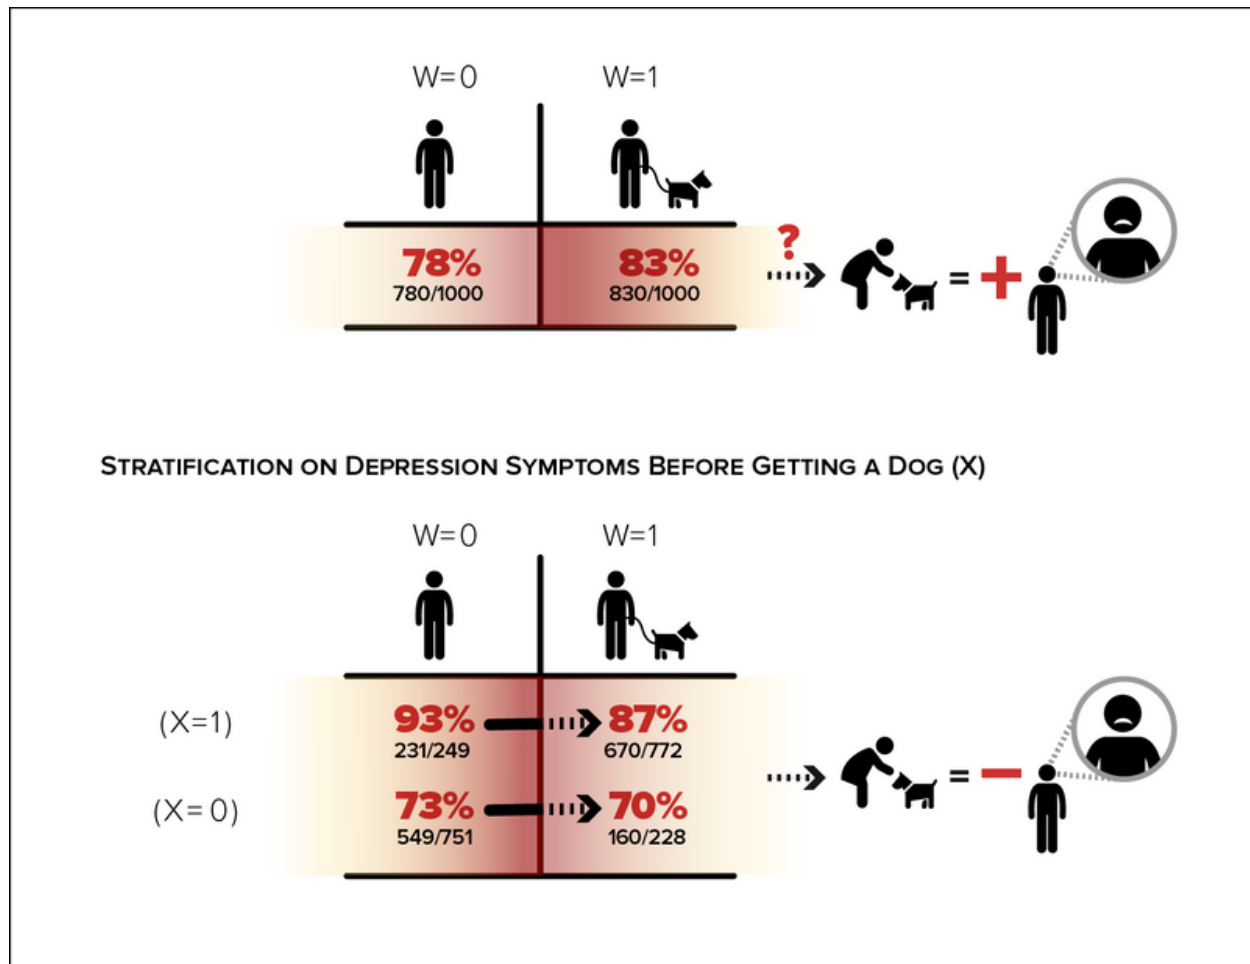 W=0 W=1
78% 83% ?
780/1000 830/1000 = +
STRATIFICATION ON DEPRESSION SYMPTOMS BEFORE GETTING A DOG (X)
W=0 W=1
(X=1) 93% 87%
231/249 670/772
= −
(X=0) 73% 70%
549/751 160/228